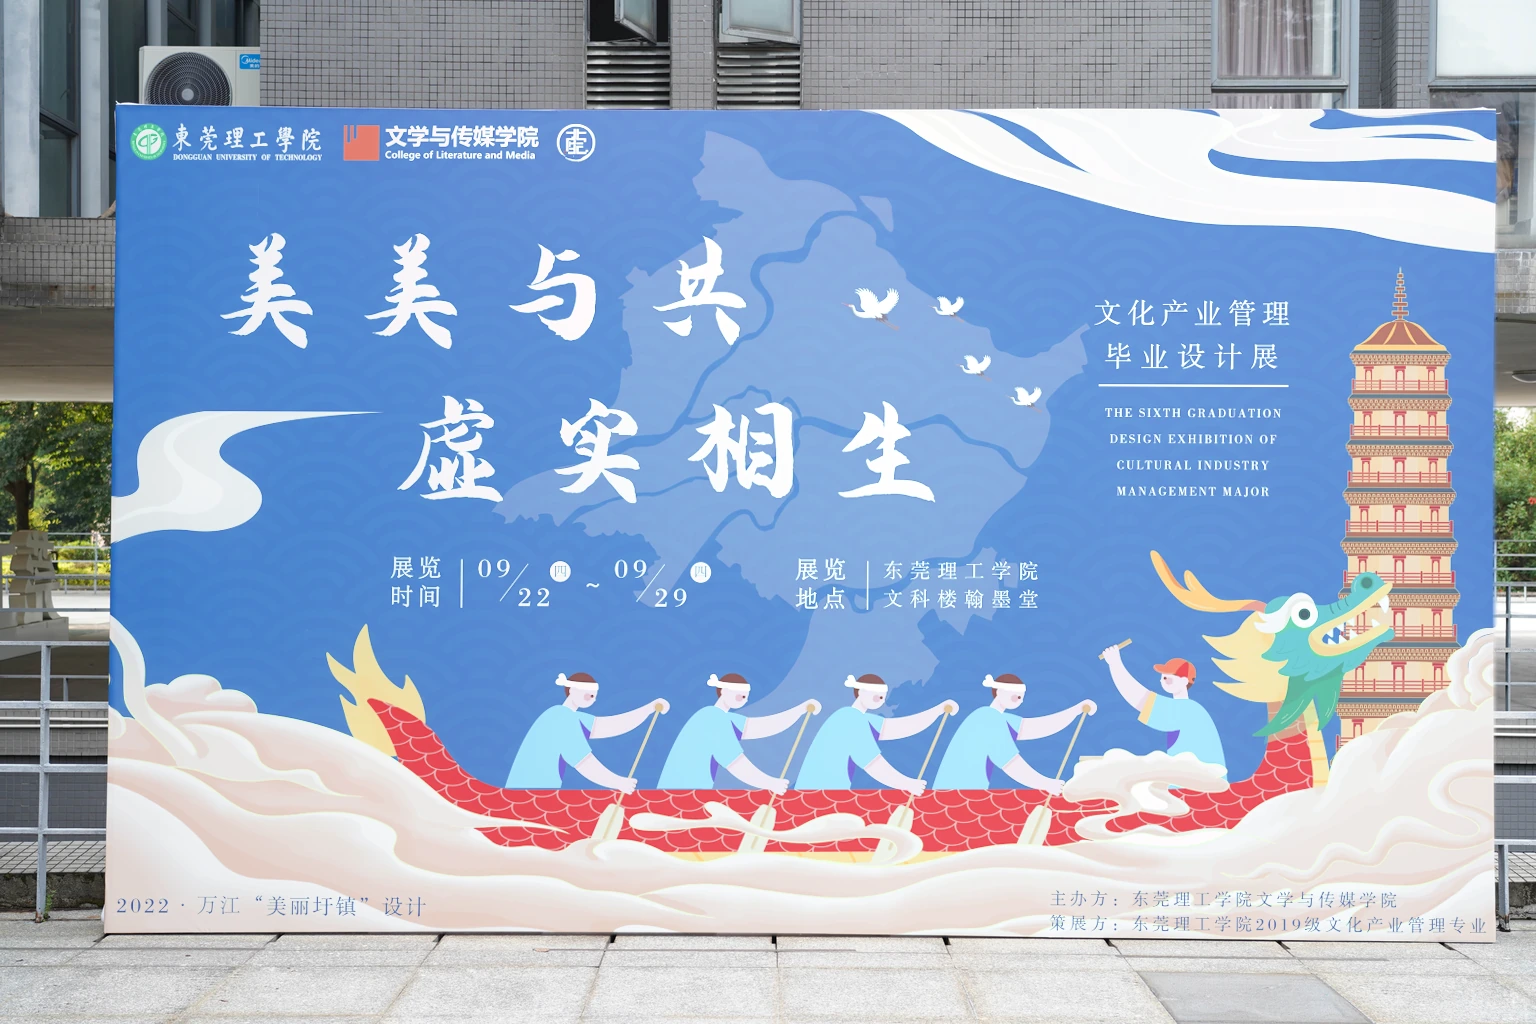 東莞理工學院
DONGGUAN UNIVERSITY OF TECHNOLOGY
文学与传媒学院
College of Literature and Media
美美与共
虚实相生
文化产业管理
毕业设计展
THE SIXTH GRADUATION
DESIGN EXHIBITION OF
CULTURAL INDUSTRY
MANAGEMENT MAJOR
展览时间
09/22 四 ~ 09/29 四
展览地点
东莞理工学院
文科楼翰墨堂
2022 · 万江“美丽圩镇”设计
主办方：东莞理工学院文学与传媒学院
策展方：东莞理工学院2019级文化产业管理专业